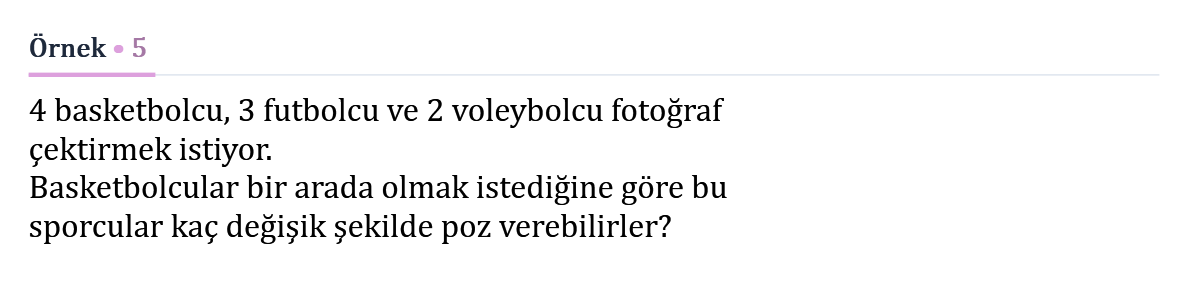 Örnek • 5
4 basketbolcu, 3 futbolcu ve 2 voleybolcu fotoğraf
çektirmek istiyor.
Basketbolcular bir arada olmak istediğine göre bu
sporcular kaç değişik şekilde poz verebilirler?